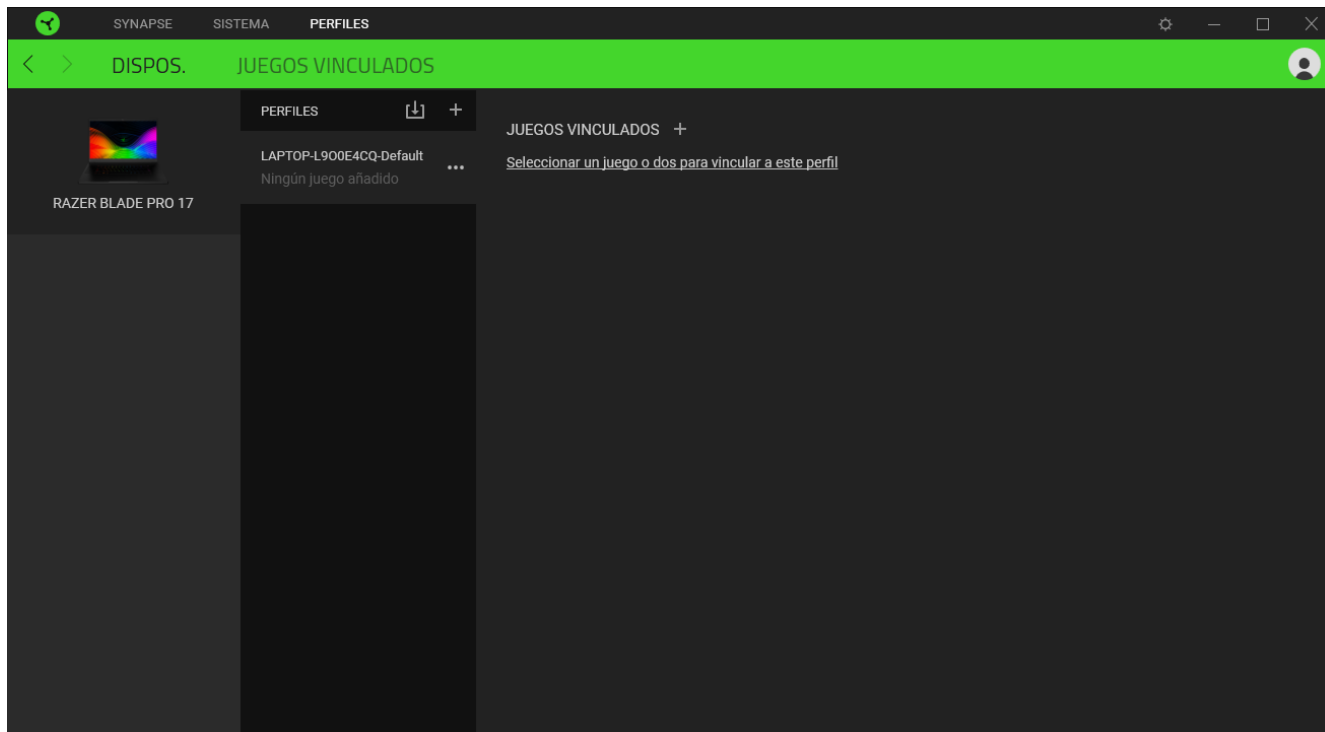 SYNAPSE SISTEMA PERFILES
DISPOS. JUEGOS VINCULADOS
RAZER BLADE PRO 17
PERFILES
LAPTOP-L900E4CQ-Default
Ningún juego añadido
JUEGOS VINCULADOS
Seleccionar un juego o dos para vincular a este perfil